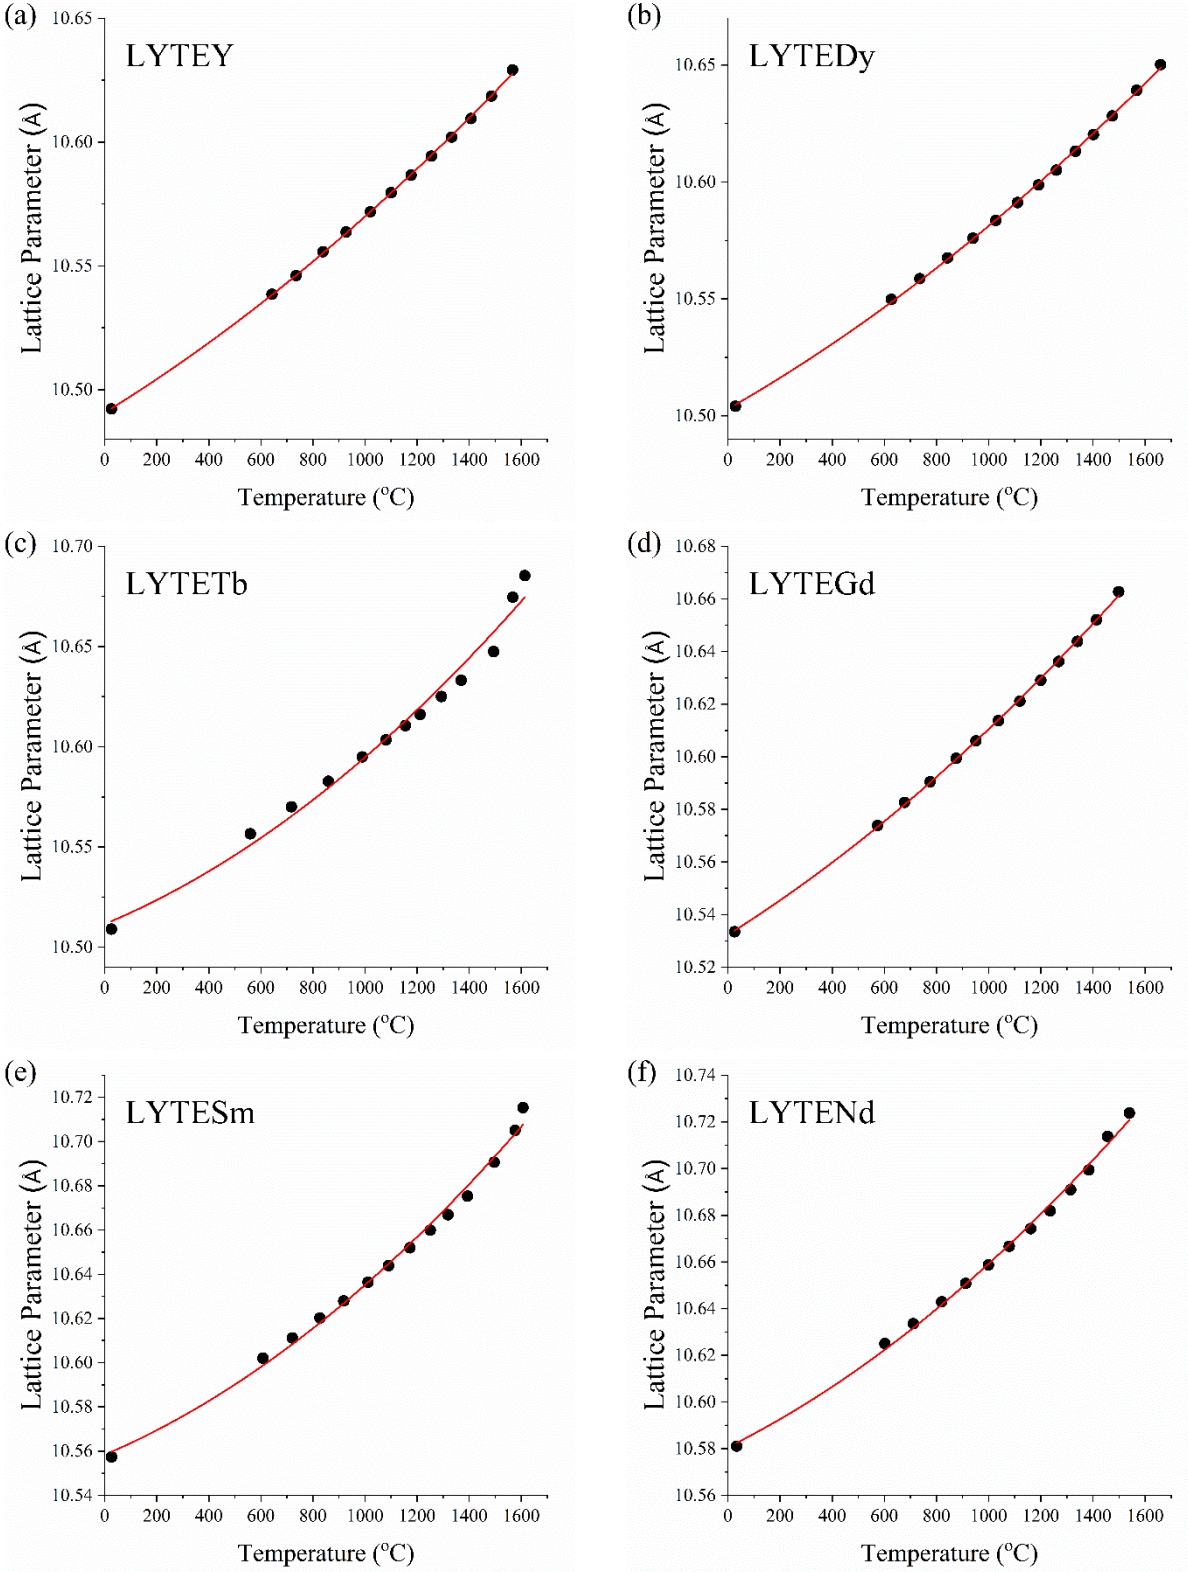 (a)
LYTEY
Lattice Parameter (Å)
10.65
10.60
10.55
10.50
0 200 400 600 800 1000 1200 1400 1600
Temperature (°C)
(b)
LYTEDy
Lattice Parameter (Å)
10.65
10.60
10.55
10.50
0 200 400 600 800 1000 1200 1400 1600
Temperature (°C)
(c)
LYTETb
Lattice Parameter (Å)
10.70
10.65
10.60
10.55
10.50
0 200 400 600 800 1000 1200 1400 1600
Temperature (°C)
(d)
LYTEGd
Lattice Parameter (Å)
10.68
10.66
10.64
10.62
10.60
10.58
10.56
10.54
10.52
0 200 400 600 800 1000 1200 1400 1600
Temperature (°C)
(e)
LYTESm
Lattice Parameter (Å)
10.72
10.70
10.68
10.66
10.64
10.62
10.60
10.58
10.56
10.54
0 200 400 600 800 1000 1200 1400 1600
Temperature (°C)
(f)
LYTENd
Lattice Parameter (Å)
10.74
10.72
10.70
10.68
10.66
10.64
10.62
10.60
10.58
10.56
0 200 400 600 800 1000 1200 1400 1600
Temperature (°C)